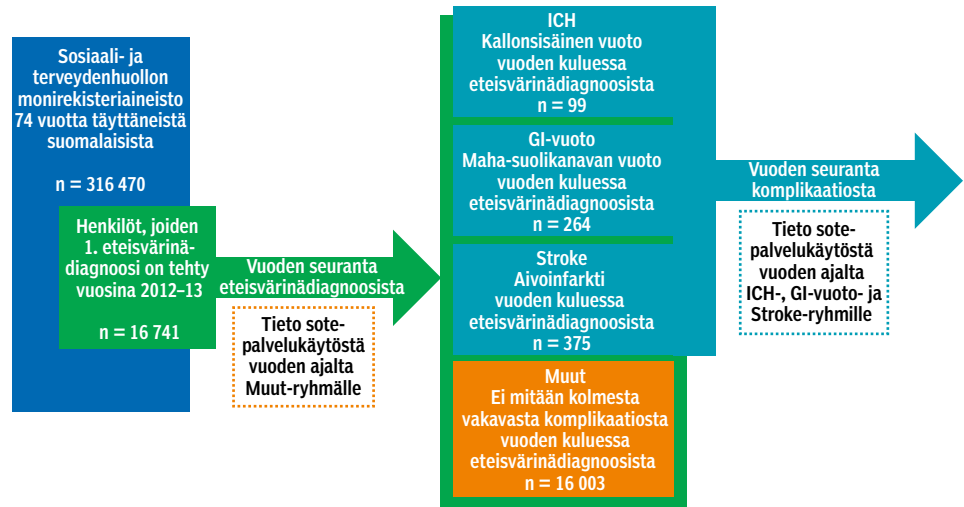 Sosiaali- ja
terveydenhuollon
monirekisteriaineisto
74 vuotta täyttäneistä
suomalaisista
n = 316 470
Henkilöt, joiden
1. eteisvärinä-
diagnoosi on tehty
vuosina 2012–13
n = 16 741
Vuoden seuranta
eteisvärinädiagnoosista
Tieto sote-
palvelukäytöstä
vuoden ajalta
Muut-ryhmälle
ICH
Kallonsisäinen vuoto
vuoden kuluessa
eteisvärinädiagnoosista
n = 99
GI-vuoto
Maha-suolikanavan vuoto
vuoden kuluessa
eteisvärinädiagnoosista
n = 264
Stroke
Aivoinfarkti
vuoden kuluessa
eteisvärinädiagnoosista
n = 375
Muut
Ei mitään kolmesta
vakavasta komplikaatiosta
vuoden kuluessa
eteisvärinädiagnoosista
n = 16 003
Vuoden seuranta
komplikaatiosta
Tieto sote-
palvelukäytöstä
vuoden ajalta
ICH-, GI-vuoto- ja
Stroke-ryhmille